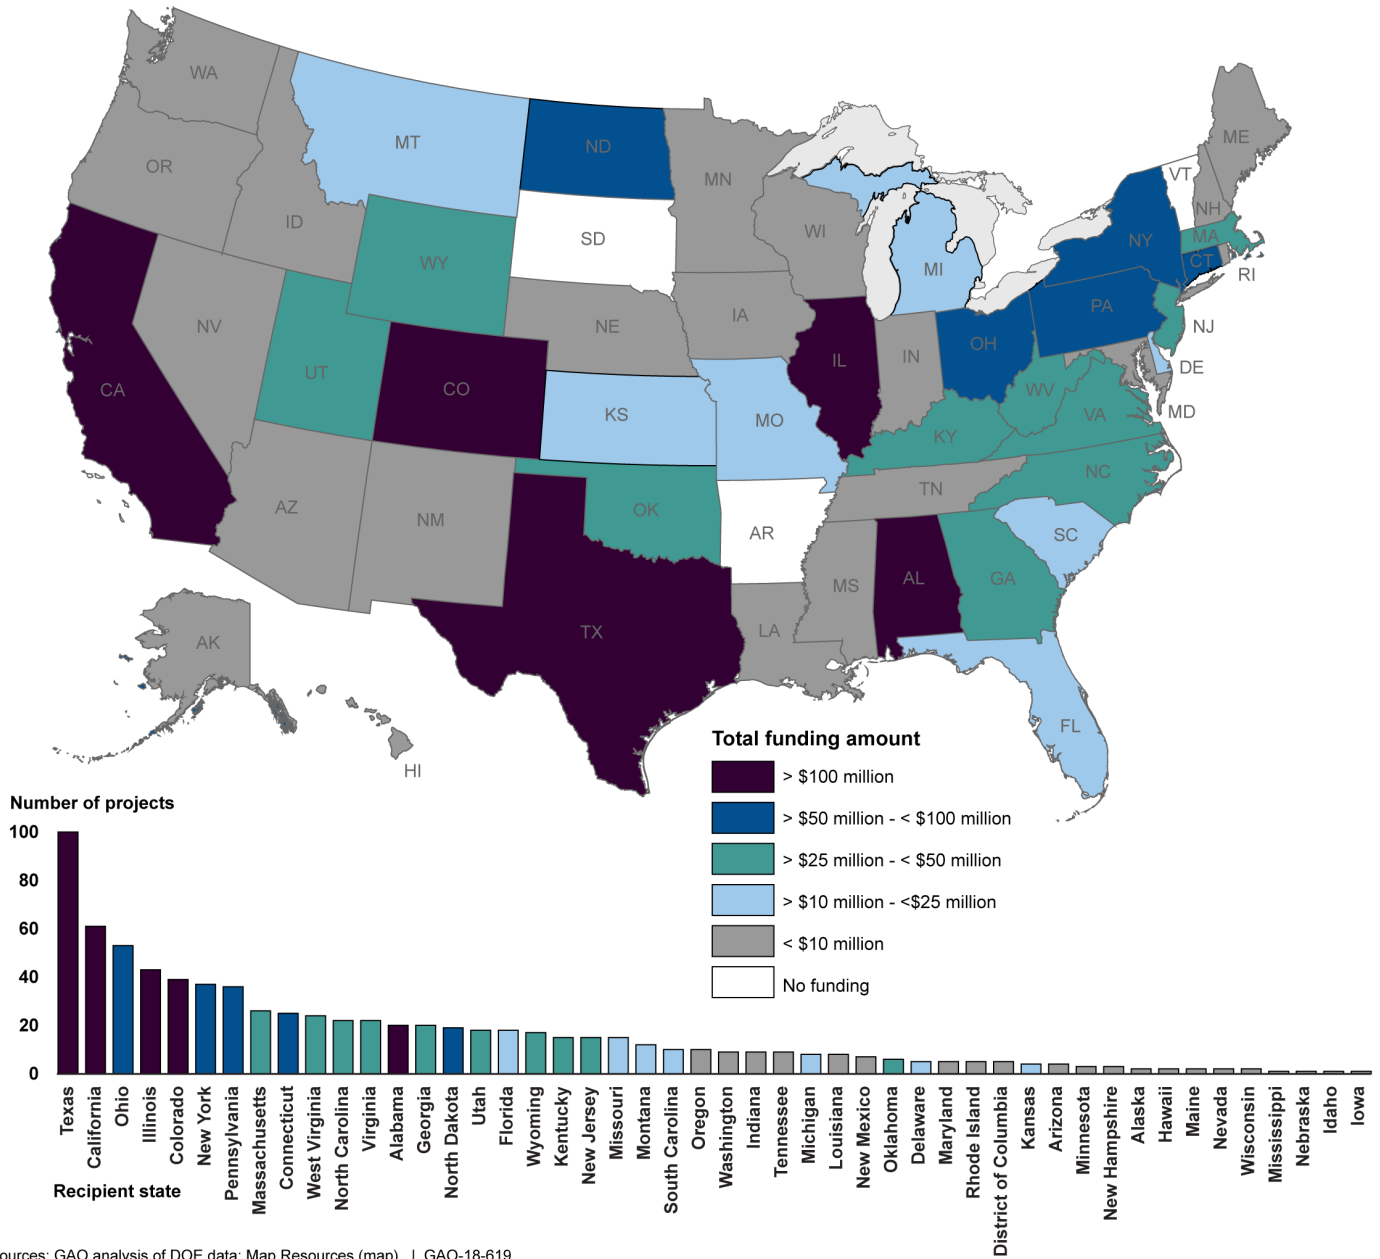 WA
MT
ND
MN
OR
ID
SD
WI
WY
MI
NY
VT
NH
ME
MA
CT
RI
NV
NE
IA
PA
NJ
UT
CO
IL
IN
OH
DE
CA
KS
MO
WV
VA
MD
KY
NC
AZ
NM
OK
AR
TN
SC
MS
AL
GA
TX
LA
AK
HI
FL
Total funding amount
> $100 million
> $50 million - < $100 million
> $25 million - < $50 million
> $10 million - <$25 million
< $10 million
No funding
Number of projects
100
80
60
40
20
0
Texas
California
Ohio
Illinois
Colorado
New York
Pennsylvania
Massachusetts
Connecticut
West Virginia
North Carolina
Virginia
Alabama
Georgia
North Dakota
Utah
Florida
Wyoming
Kentucky
New Jersey
Missouri
Montana
South Carolina
Oregon
Washington
Indiana
Tennessee
Michigan
Louisiana
New Mexico
Oklahoma
Delaware
Maryland
Rhode Island
District of Columbia
Kansas
Arizona
Minnesota
New Hampshire
Alaska
Hawaii
Maine
Nevada
Wisconsin
Mississippi
Nebraska
Idaho
Iowa
Recipient state
ources: GAO analysis of DOE data; Map Resources (map). | GAO-18-619